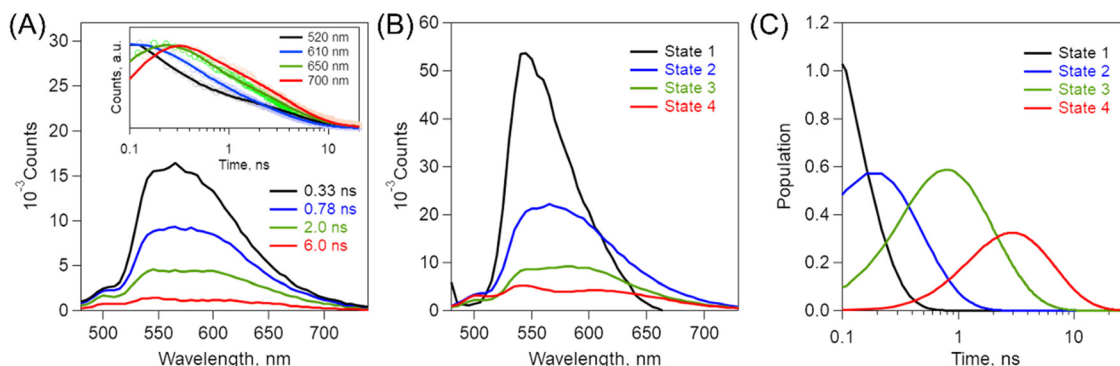 (A)
30
25
20
15
10
5
0
10⁻³Counts
Counts, a.u.
520 nm
610 nm
650 nm
700 nm
0.1
1
10
Time, ns
0.33 ns
0.78 ns
2.0 ns
6.0 ns
500 550 600 650 700
Wavelength, nm
(B)
60
50
40
30
20
10
0
10⁻³Counts
State 1
State 2
State 3
State 4
500 550 600 650 700
Wavelength, nm
(C)
1.2
1.0
0.8
0.6
0.4
0.2
0.0
Population
State 1
State 2
State 3
State 4
0.1 1 10
Time, ns